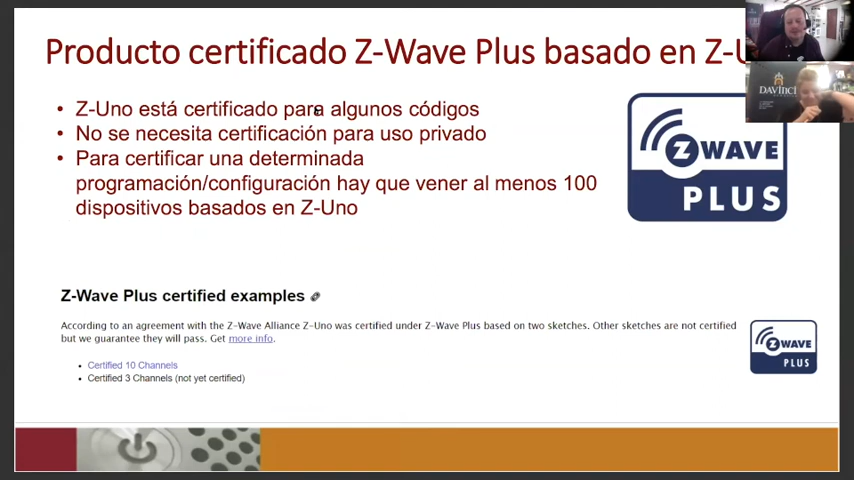 Producto certificado Z-Wave Plus basado en Z-U
• Z-Uno está certificado para algunos códigos
• No se necesita certificación para uso privado
• Para certificar una determinada
programación/configuración hay que vener al menos 100
dispositivos basados en Z-Uno
Z WAVE
PLUS
DAVINCI
Z-Wave Plus certified examples
According to an agreement with the Z-Wave Alliance Z-Uno was certified under Z-Wave Plus based on two sketches. Other sketches are not certified
but we guarantee they will pass. Get more info.
• Certified 10 Channels
• Certified 3 Channels (not yet certified)
Z WAVE
PLUS